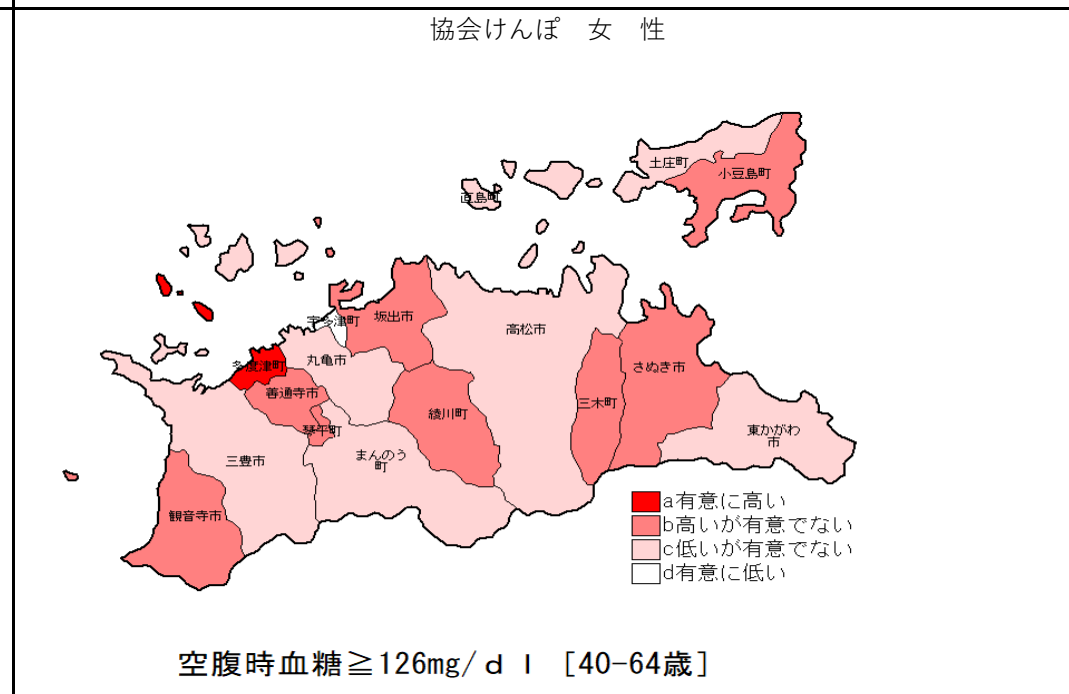 協会けんぽ　女　性
土庄町
小豆島町
直島町
宇多津町
坂出市
高松市
多度津町
丸亀市
さぬき市
善通寺市
綾川町
三木町
琴平町
東かがわ
市
三豊市
まんのう
町
観音寺市
a有意に高い
b高いが有意でない
c低いが有意でない
d有意に低い
空腹時血糖≧126mg/ｄｌ［40-64歳］